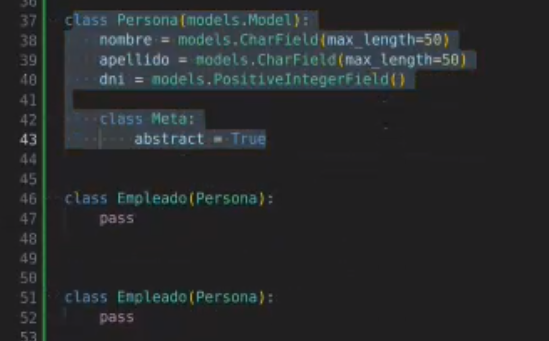 36
37 class Persona(models.Model):
38     nombre = models.CharField(max_length=50)
39     apellido = models.CharField(max_length=50)
40     dni = models.PositiveIntegerField()
41
42     class Meta:
43         abstract = True
44
45
46 class Empleado(Persona):
47     pass
48
49
50
51 class Empleado(Persona):
52     pass
53